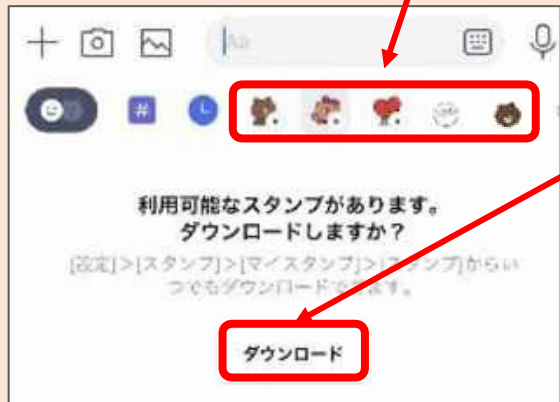 Aa
#
利用可能なスタンプがあります。
ダウンロードしますか？
[設定]>[スタンプ]>[マイスタンプ]>[スタンプ]からい
つでもダウンロードできます。
ダウンロード